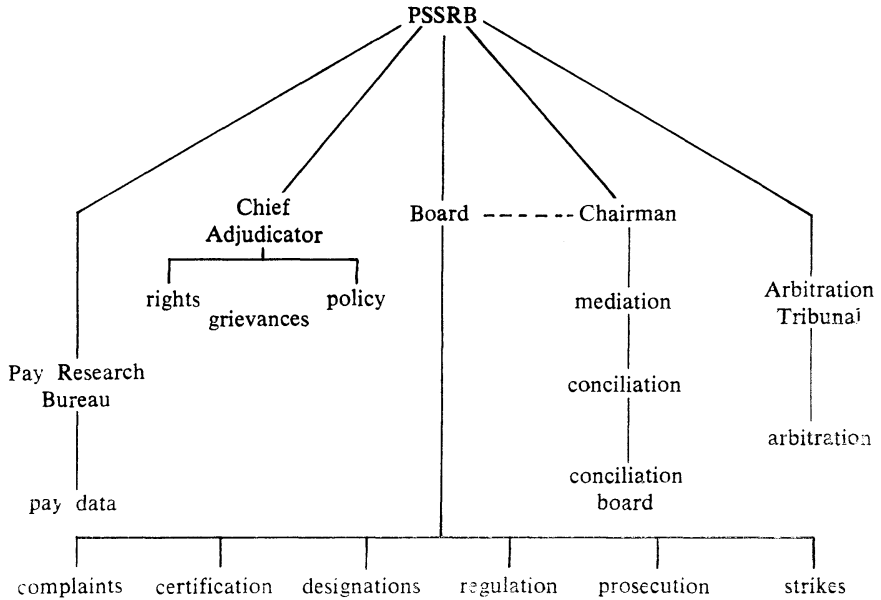 PSSRB
Chief
Adjudicator
Board
Chairman
rights
policy
grievances
mediation
Arbitration
Tribunal
Pay Research
Bureau
conciliation
arbitration
conciliation
board
pay data
complaints
certification
designations
regulation
prosecution
strikes